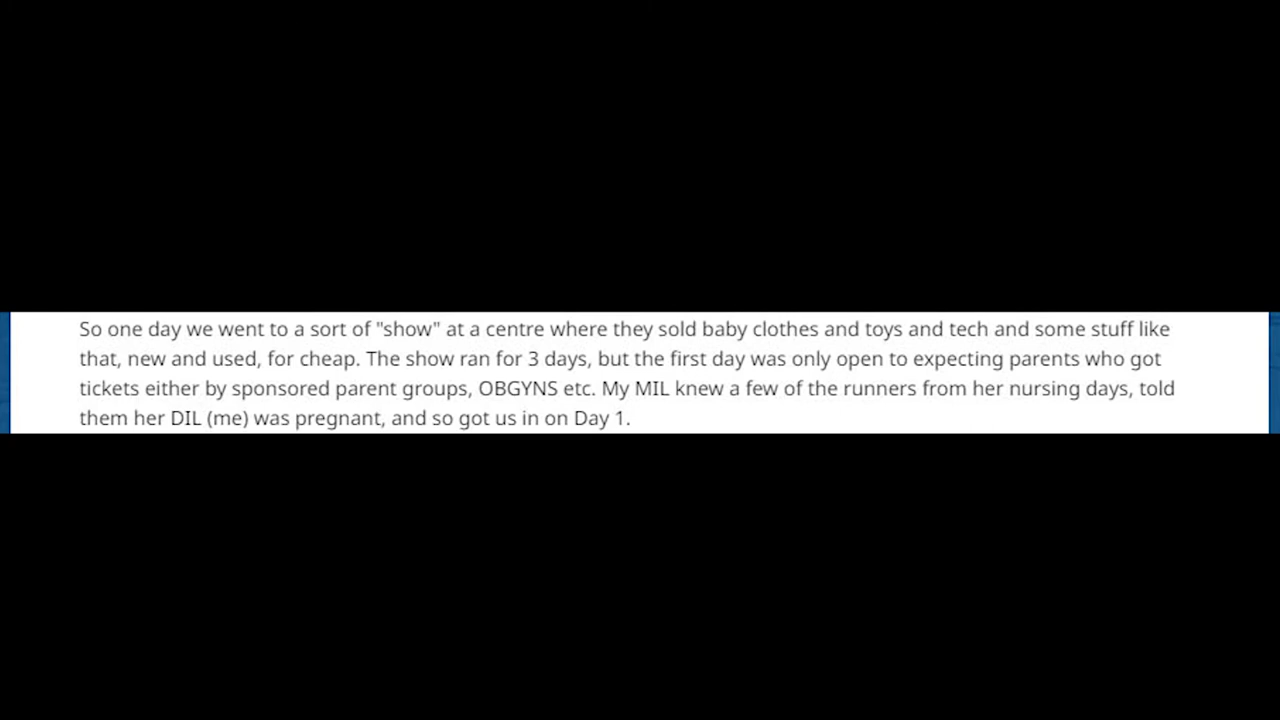 So one day we went to a sort of "show" at a centre where they sold baby clothes and toys and tech and some stuff like
that, new and used, for cheap. The show ran for 3 days, but the first day was only open to expecting parents who got
tickets either by sponsored parent groups, OBGYNS etc. My MIL knew a few of the runners from her nursing days, told
them her DIL (me) was pregnant, and so got us in on Day 1.